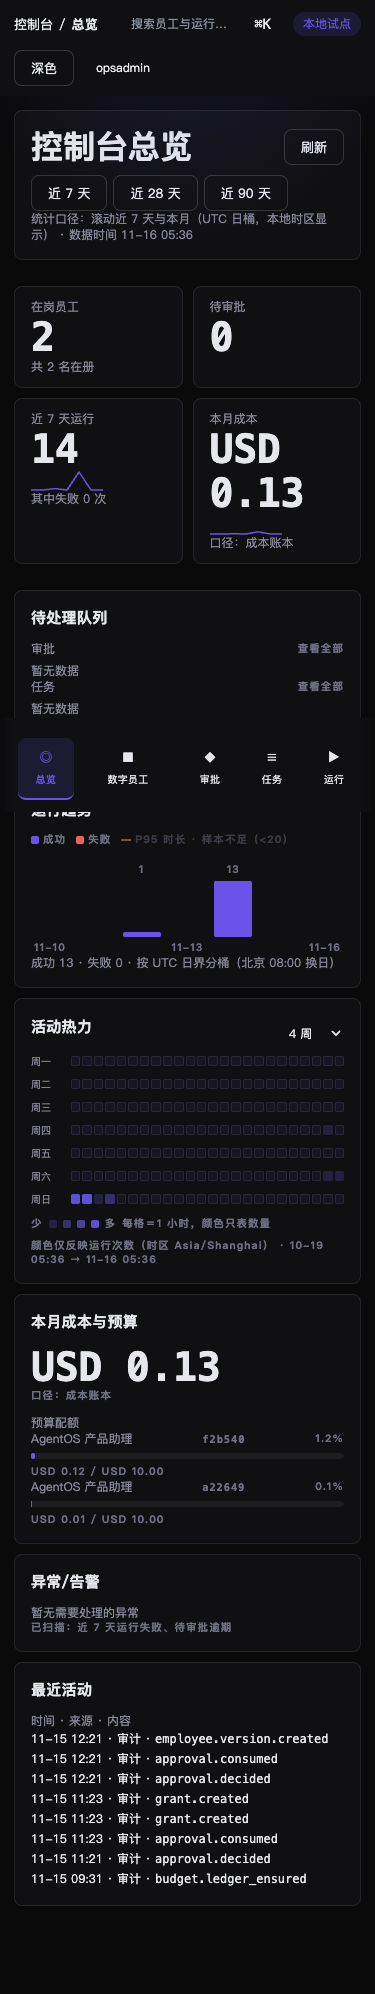 控制台 / 总览 搜索员工与运行... ⌘K 本地试点
深色 opsadmin
控制台总览 刷新
近 7 天 近 28 天 近 90 天
统计口径：滚动近 7 天与本月（UTC 日桶，本地时区显
示）· 数据时间 11-16 05:36
在岗员工
2
共 2 名在册
待审批
0
近 7 天运行
14
其中失败 0 次
本月成本
USD
0.13
口径：成本账本
待处理队列
审批 查看全部
暂无数据
任务 查看全部
暂无数据
总览 数字员工 审批 任务 运行
运行趋势
成功 失败 P95 时长 · 样本不足 (<20)
1 13
11-10 11-13 11-16
成功 13 · 失败 0 · 按 UTC 日界分桶（北京 08:00 换日）
活动热力 4 周
周一
周二
周三
周四
周五
周六
周日
少 多 每格=1 小时，颜色只表数量
颜色仅反映运行次数（时区 Asia/Shanghai） · 10-19
05:36 → 11-16 05:36
本月成本与预算
USD 0.13
口径：成本账本
预算配额
AgentOS 产品助理 f2b540 1.2%
USD 0.12 / USD 10.00
AgentOS 产品助理 a22649 0.1%
USD 0.01 / USD 10.00
异常/告警
暂无需要处理的异常
已扫描：近 7 天运行失败、待审批逾期
最近活动
时间 · 来源 · 内容
11-15 12:21 · 审计 · employee.version.created
11-15 12:21 · 审计 · approval.consumed
11-15 12:21 · 审计 · approval.decided
11-15 11:23 · 审计 · grant.created
11-15 11:23 · 审计 · grant.created
11-15 11:23 · 审计 · approval.consumed
11-15 11:21 · 审计 · approval.decided
11-15 09:31 · 审计 · budget.ledger_ensured